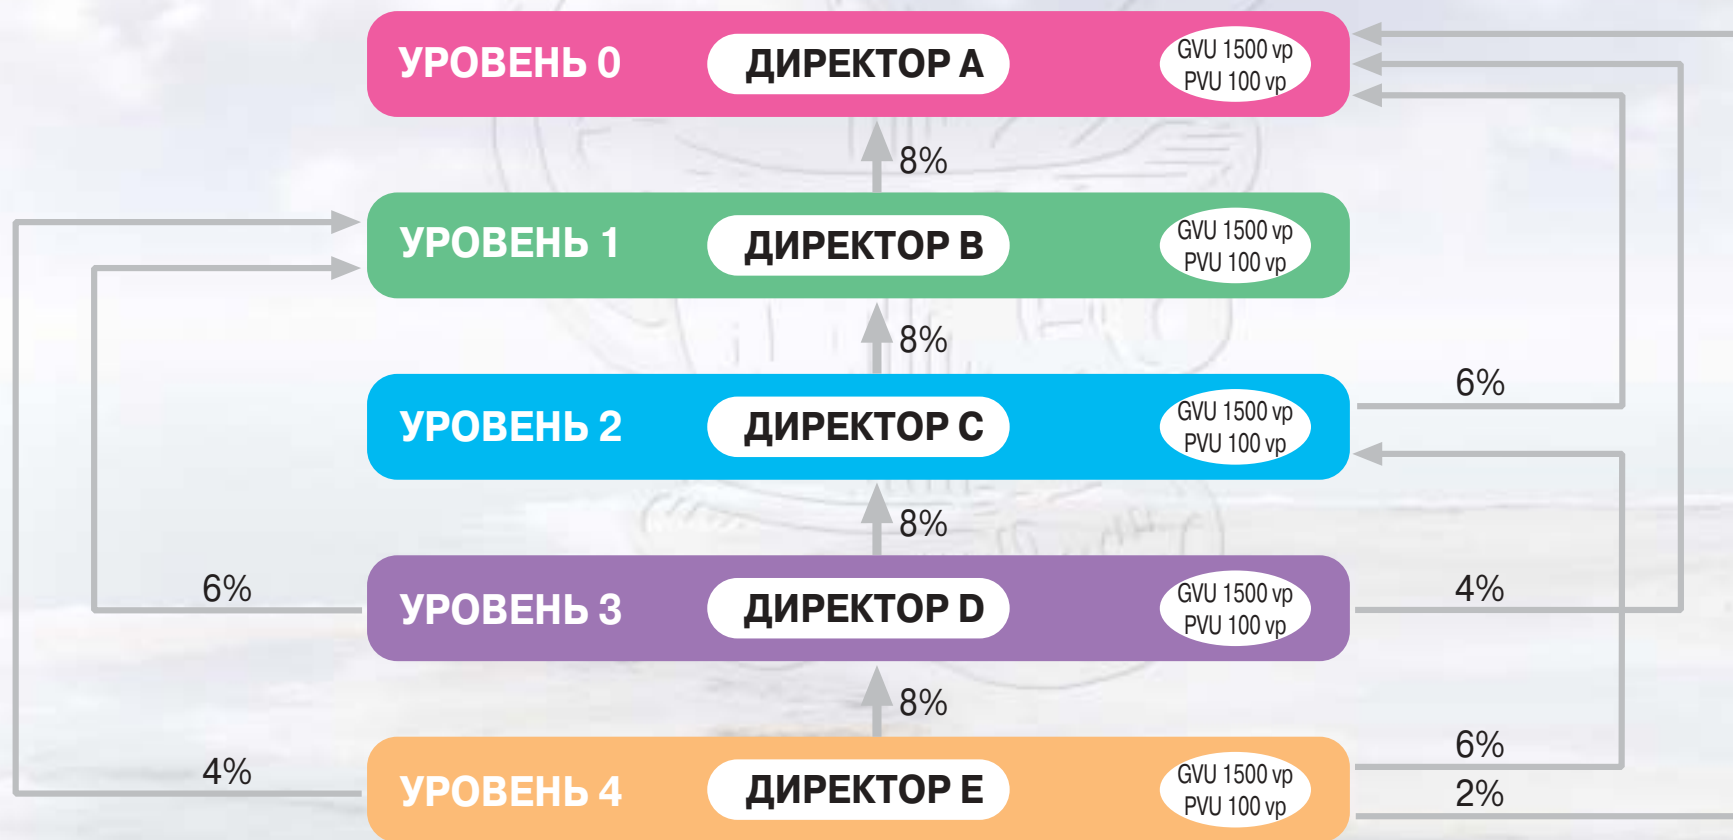 УРОВЕНЬ 0 ДИРЕКТОР A GVU 1500 vp
PVU 100 vp
8%
УРОВЕНЬ 1 ДИРЕКТОР B GVU 1500 vp
PVU 100 vp
8%
6%
УРОВЕНЬ 2 ДИРЕКТОР C GVU 1500 vp
PVU 100 vp
8%
6%
УРОВЕНЬ 3 ДИРЕКТОР D GVU 1500 vp
PVU 100 vp
4%
8%
4%
УРОВЕНЬ 4 ДИРЕКТОР E GVU 1500 vp
PVU 100 vp
6%
2%